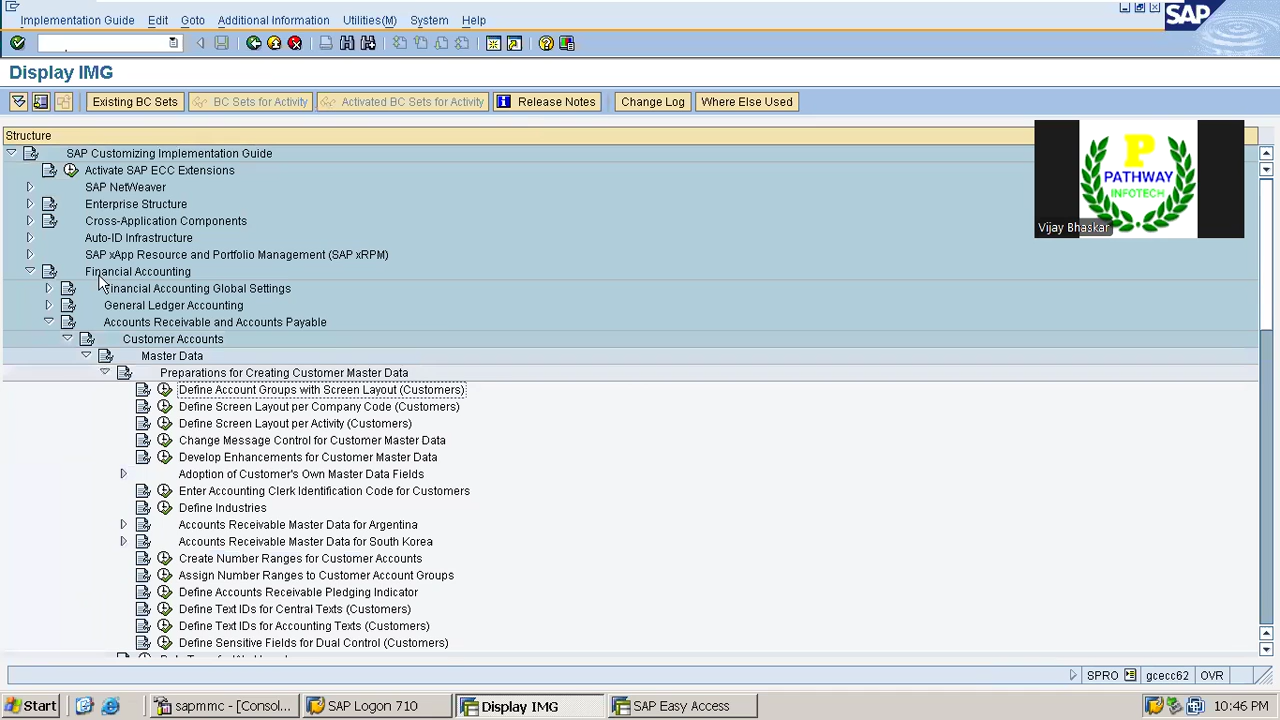 Implementation Guide Edit Goto Additional Information Utilities(M) System Help
SAP
Display IMG
Existing BC Sets BC Sets for Activity Activated BC Sets for Activity Release Notes Change Log Where Else Used
Structure
SAP Customizing Implementation Guide
Activate SAP ECC Extensions
SAP NetWeaver
Enterprise Structure
Cross-Application Components
Auto-ID Infrastructure
SAP xApp Resource and Portfolio Management (SAP xRPM)
Financial Accounting
Financial Accounting Global Settings
General Ledger Accounting
Accounts Receivable and Accounts Payable
Customer Accounts
Master Data
Preparations for Creating Customer Master Data
Define Account Groups with Screen Layout (Customers)
Define Screen Layout per Company Code (Customers)
Define Screen Layout per Activity (Customers)
Change Message Control for Customer Master Data
Develop Enhancements for Customer Master Data
Adoption of Customer's Own Master Data Fields
Enter Accounting Clerk Identification Code for Customers
Define Industries
Accounts Receivable Master Data for Argentina
Accounts Receivable Master Data for South Korea
Create Number Ranges for Customer Accounts
Assign Number Ranges to Customer Account Groups
Define Accounts Receivable Pledging Indicator
Define Text IDs for Central Texts (Customers)
Define Text IDs for Accounting Texts (Customers)
Define Sensitive Fields for Dual Control (Customers)
P
PATHWAY
INFOTECH
Vijay Bhaskar
SPRO gcecc62 OVR
Start sapmmc - [Consol... SAP Logon 710 Display IMG SAP Easy Access 10:46 PM